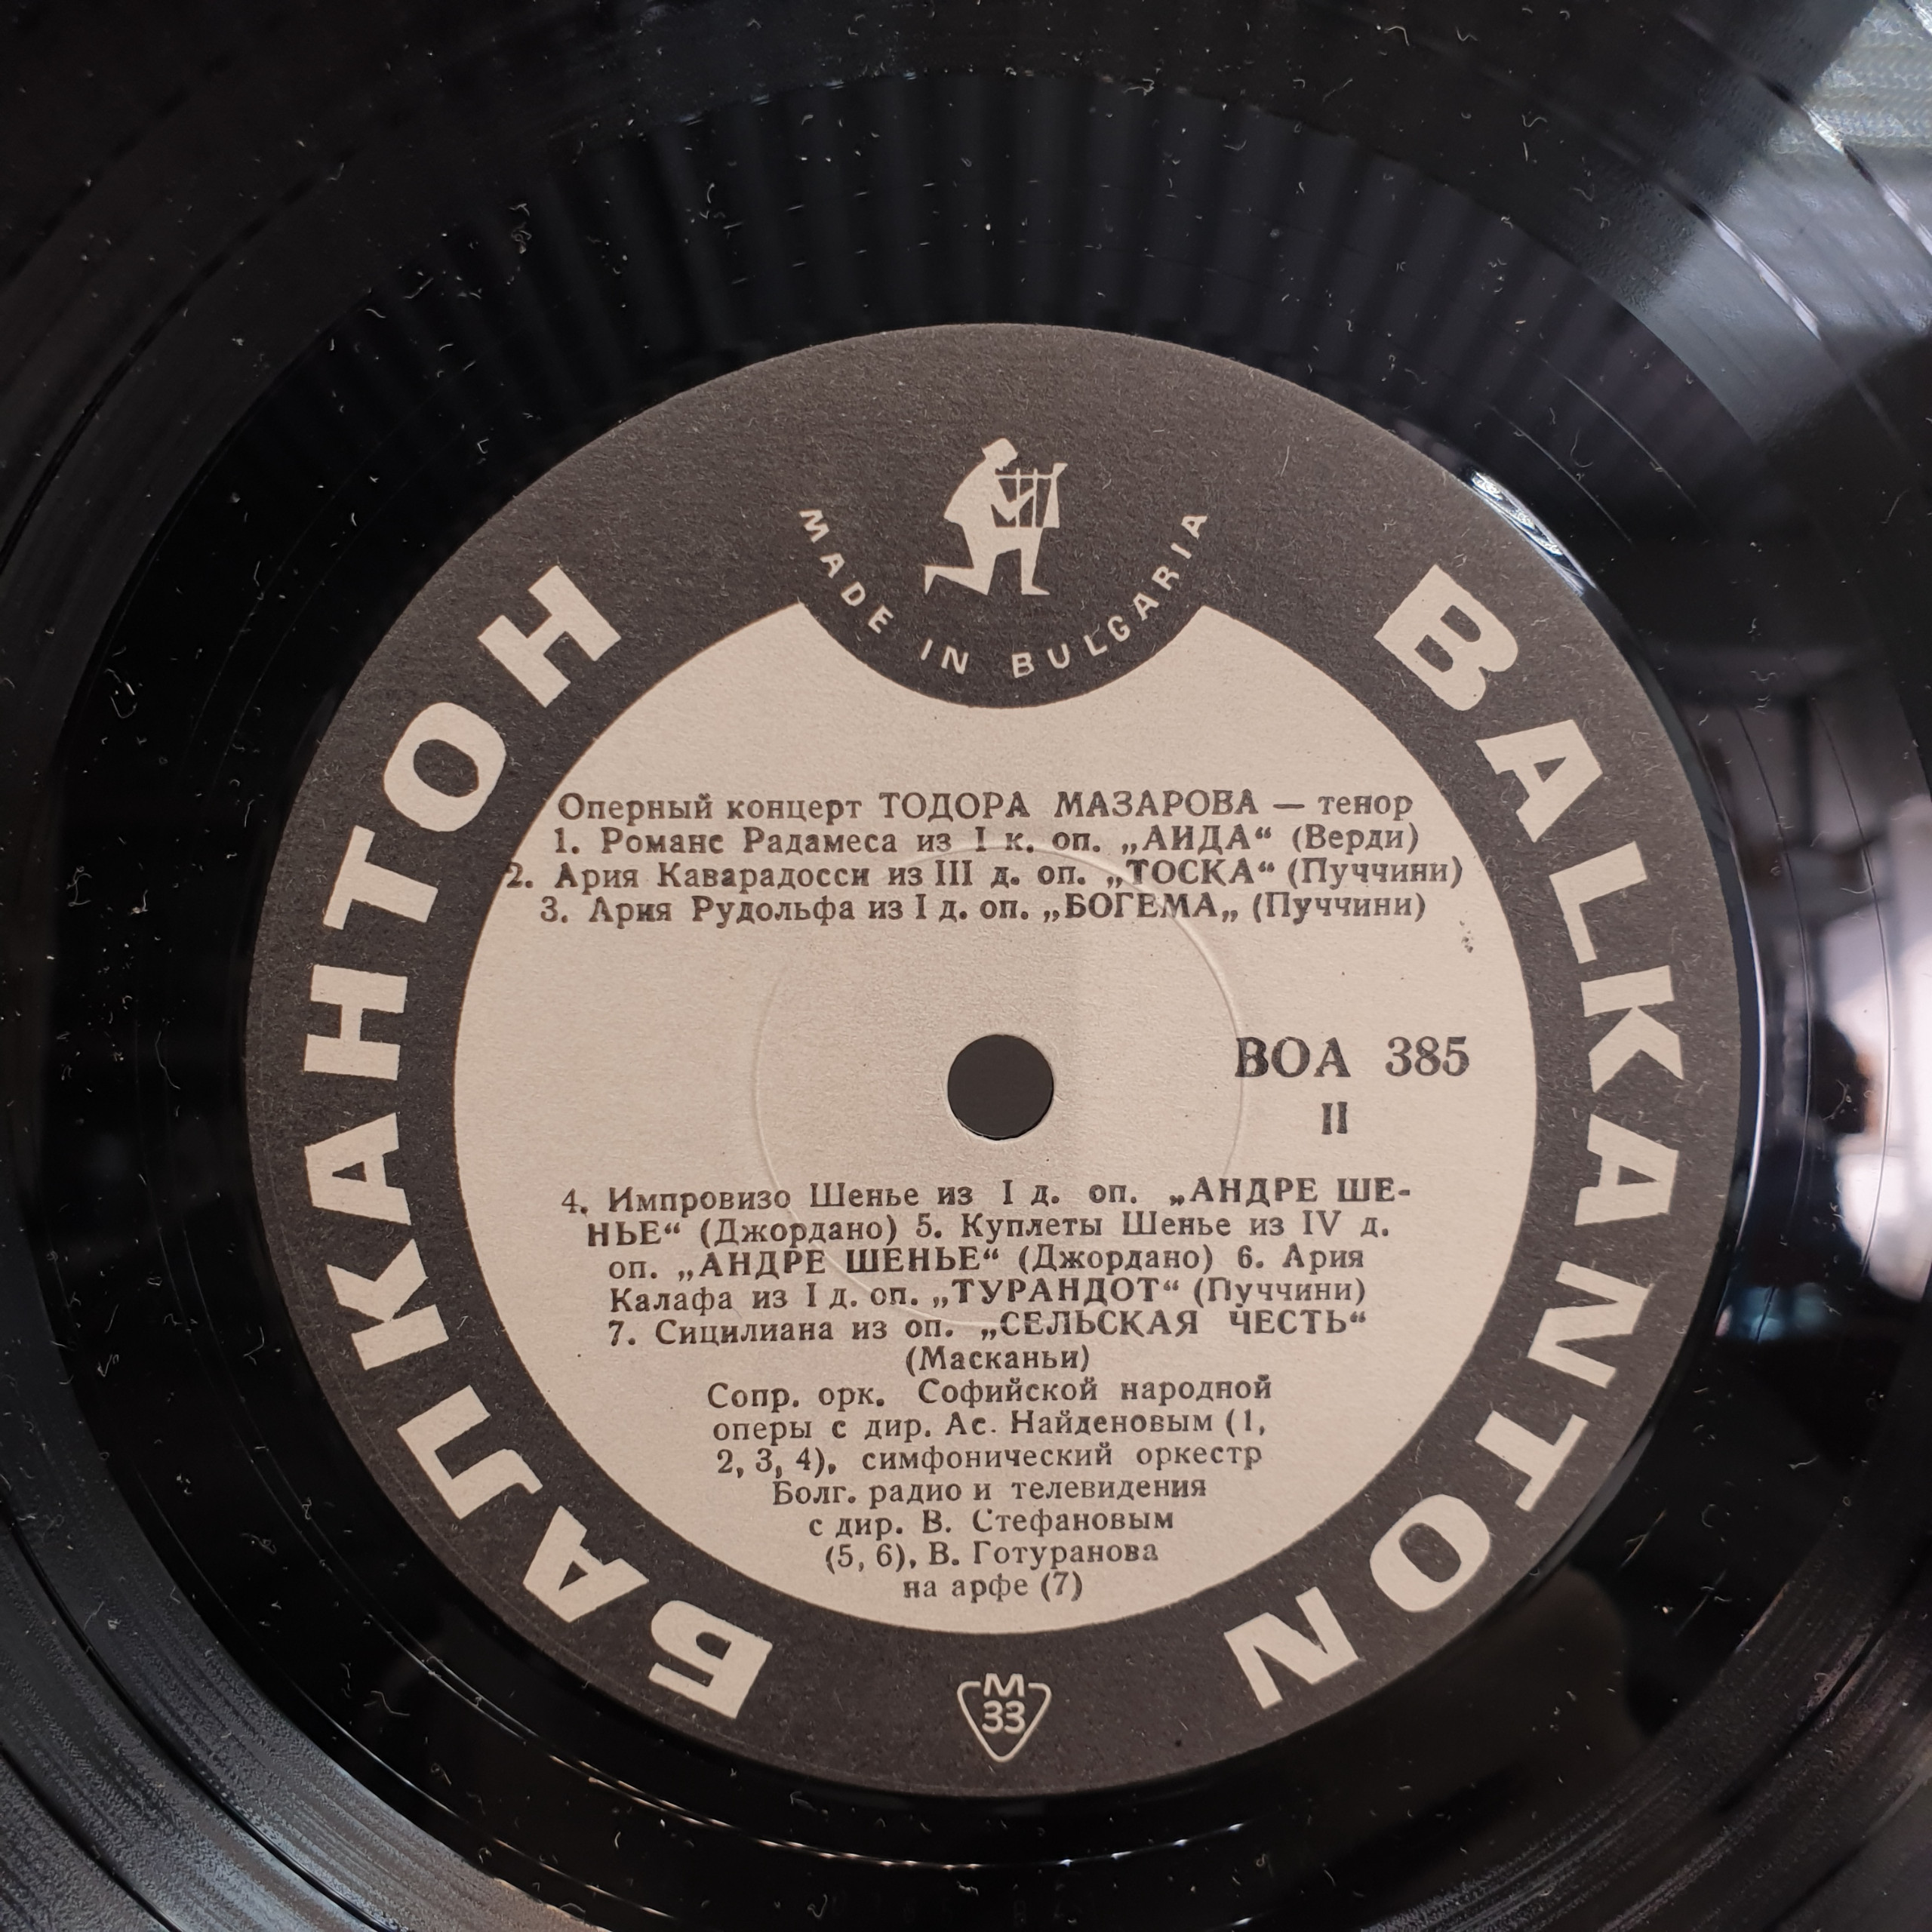 MADE IN BULGARIA
БАЛКАНТОН
BALKANTON
Оперный концерт ТОДОРА МАЗАРОВА — тенор
1. Романс Радамеса из I к. оп. „АИДА“ (Верди)
2. Ария Каварадосси из III д. оп. „ТОСКА“ (Пуччини)
3. Ария Рудольфа из I д. оп. „БОГЕМА„ (Пуччини)
ВОА 385
II
4. Импровизо Шенье из I д. оп. „АНДРЕ ШЕ-
НЬЕ“ (Джордано) 5. Куплеты Шенье из IV д.
оп. „АНДРЕ ШЕНЬЕ“ (Джордано) 6. Ария
Калафа из I д. оп. „ТУРАНДОТ“ (Пуччини)
7. Сицилиана из оп. „СЕЛЬСКАЯ ЧЕСТЬ“
(Масканьи)
Сопр. орк. Софийской народной
оперы с дир. Ас. Найденовым (1,
2, 3, 4), симфонический оркестр
Болг. радио и телевидения
с дир. В. Стефановым
(5, 6), В. Готуранова
на арфе (7)
M
33